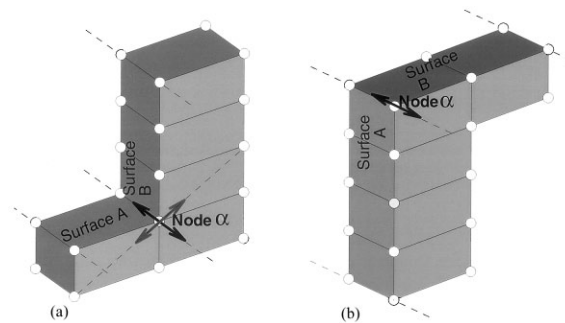 Surface
B
Surface A
Node α
(a)
Surface
B
Node α
Surface
A
(b)